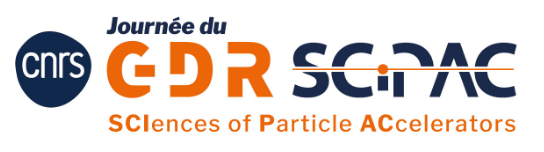 Journée du
cnrs GDR SCiPAC
SCIences of Particle ACcelerators